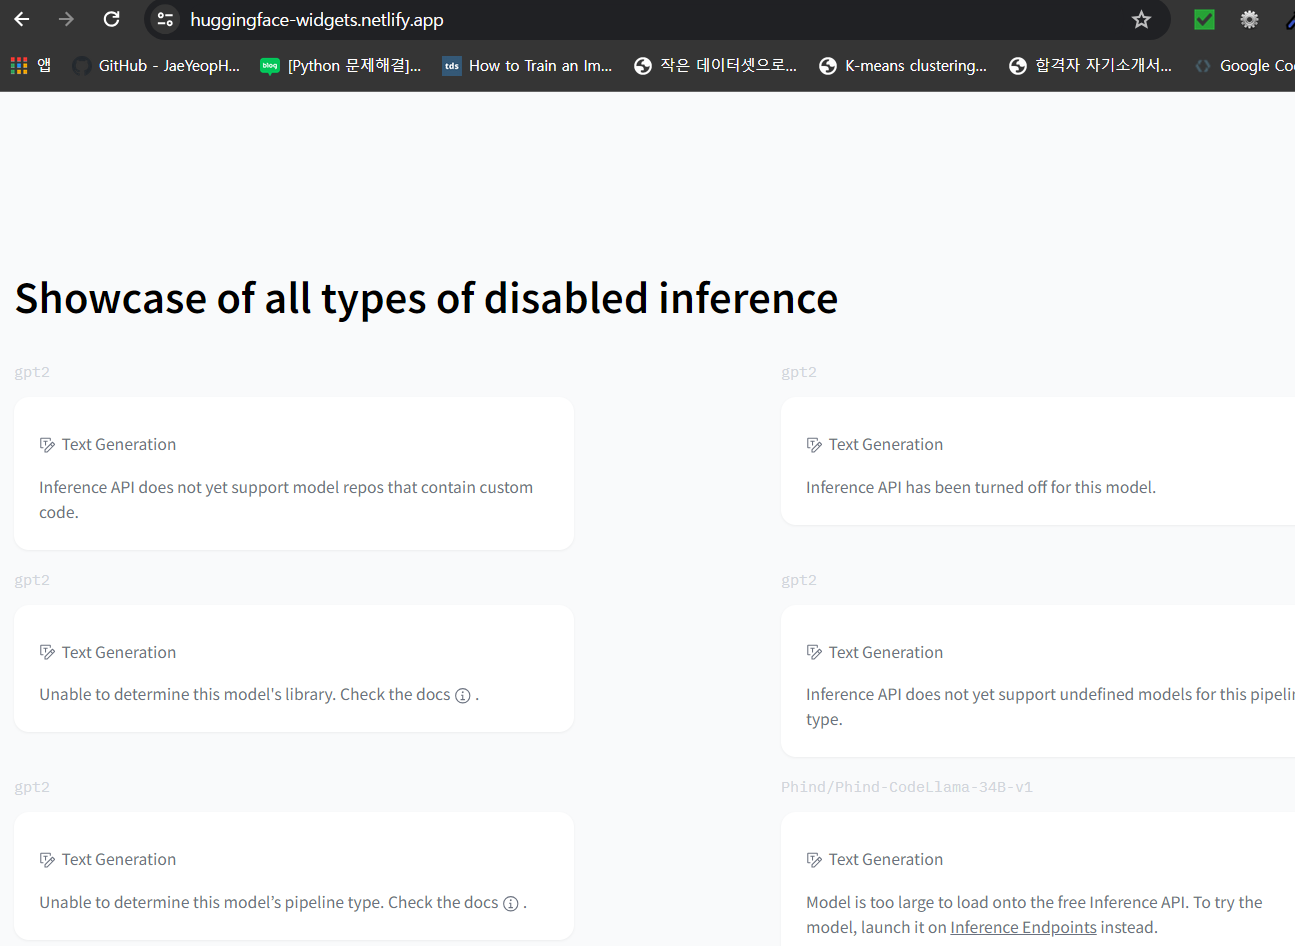 huggingface-widgets.netlify.app
앱
GitHub - JaeYeopH...
blog
[Python 문제해결]...
tds
How to Train an Im...
작은 데이터셋으로...
K-means clustering...
합격자 자기소개서...
Google Co
Showcase of all types of disabled inference
gpt2
Text Generation
Inference API does not yet support model repos that contain custom
code.
gpt2
Text Generation
Inference API has been turned off for this model.
gpt2
Text Generation
Unable to determine this model's library. Check the docs .
gpt2
Text Generation
Inference API does not yet support undefined models for this pipelin
type.
gpt2
Text Generation
Unable to determine this model’s pipeline type. Check the docs .
Phind/Phind-CodeLlama-34B-v1
Text Generation
Model is too large to load onto the free Inference API. To try the
model, launch it on Inference Endpoints instead.